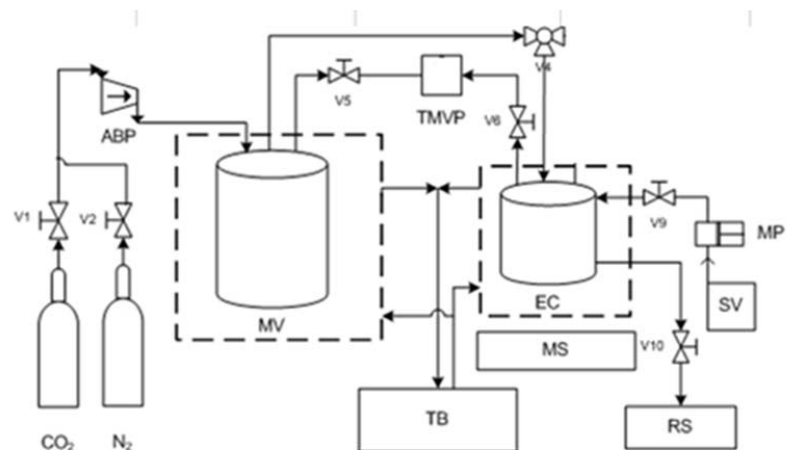 V4
V5
TMVP
V6
ABP
V1
V2
V9
MP
EC
SV
MV
MS
V10
TB
RS
CO₂
N₂